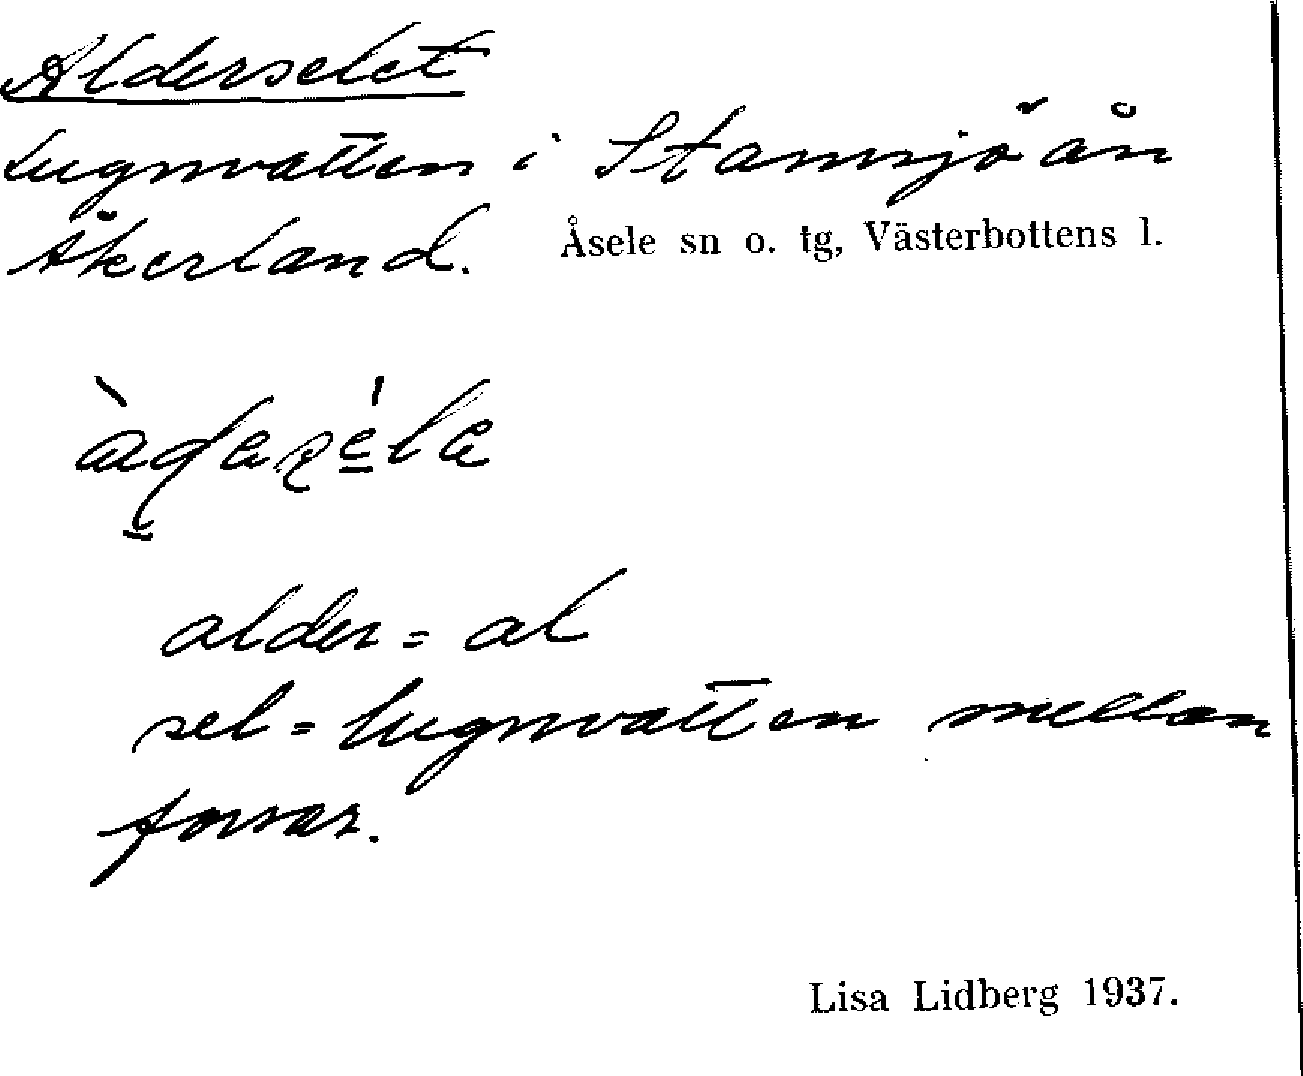 Alderselet
Lugnvatten i Stamsjöån
Åkerland. Åsele sn o. tg, Västerbottens l.
alder = al
sel = lugnvatten mellan
forsar.
Lisa Lidberg 1937.